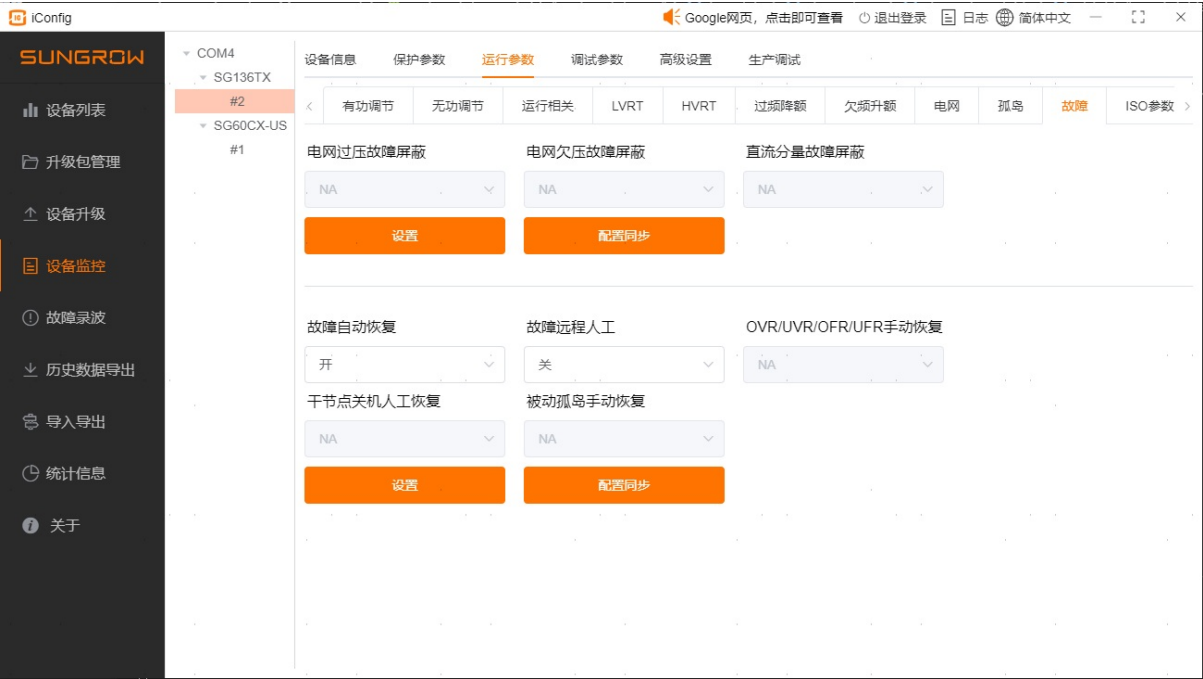 iConfig
Google网页，点击即可查看 退出登录 日志 简体中文
SUNGROW
设备列表
升级包管理
设备升级
设备监控
故障录波
历史数据导出
导入导出
统计信息
关于
COM4
SG136TX
#2
SG60CX-US
#1
设备信息 保护参数 运行参数 调试参数 高级设置 生产调试
有功调节 无功调节 运行相关 LVRT HVRT 过频降额 欠频升额 电网 孤岛 故障 ISO参数
电网过压故障屏蔽 电网欠压故障屏蔽 直流分量故障屏蔽
NA NA NA
设置 配置同步
故障自动恢复 故障远程人工 OVR/UVR/OFR/UFR手动恢复
开 关 NA
干节点关机人工恢复 被动孤岛手动恢复
NA NA
设置 配置同步